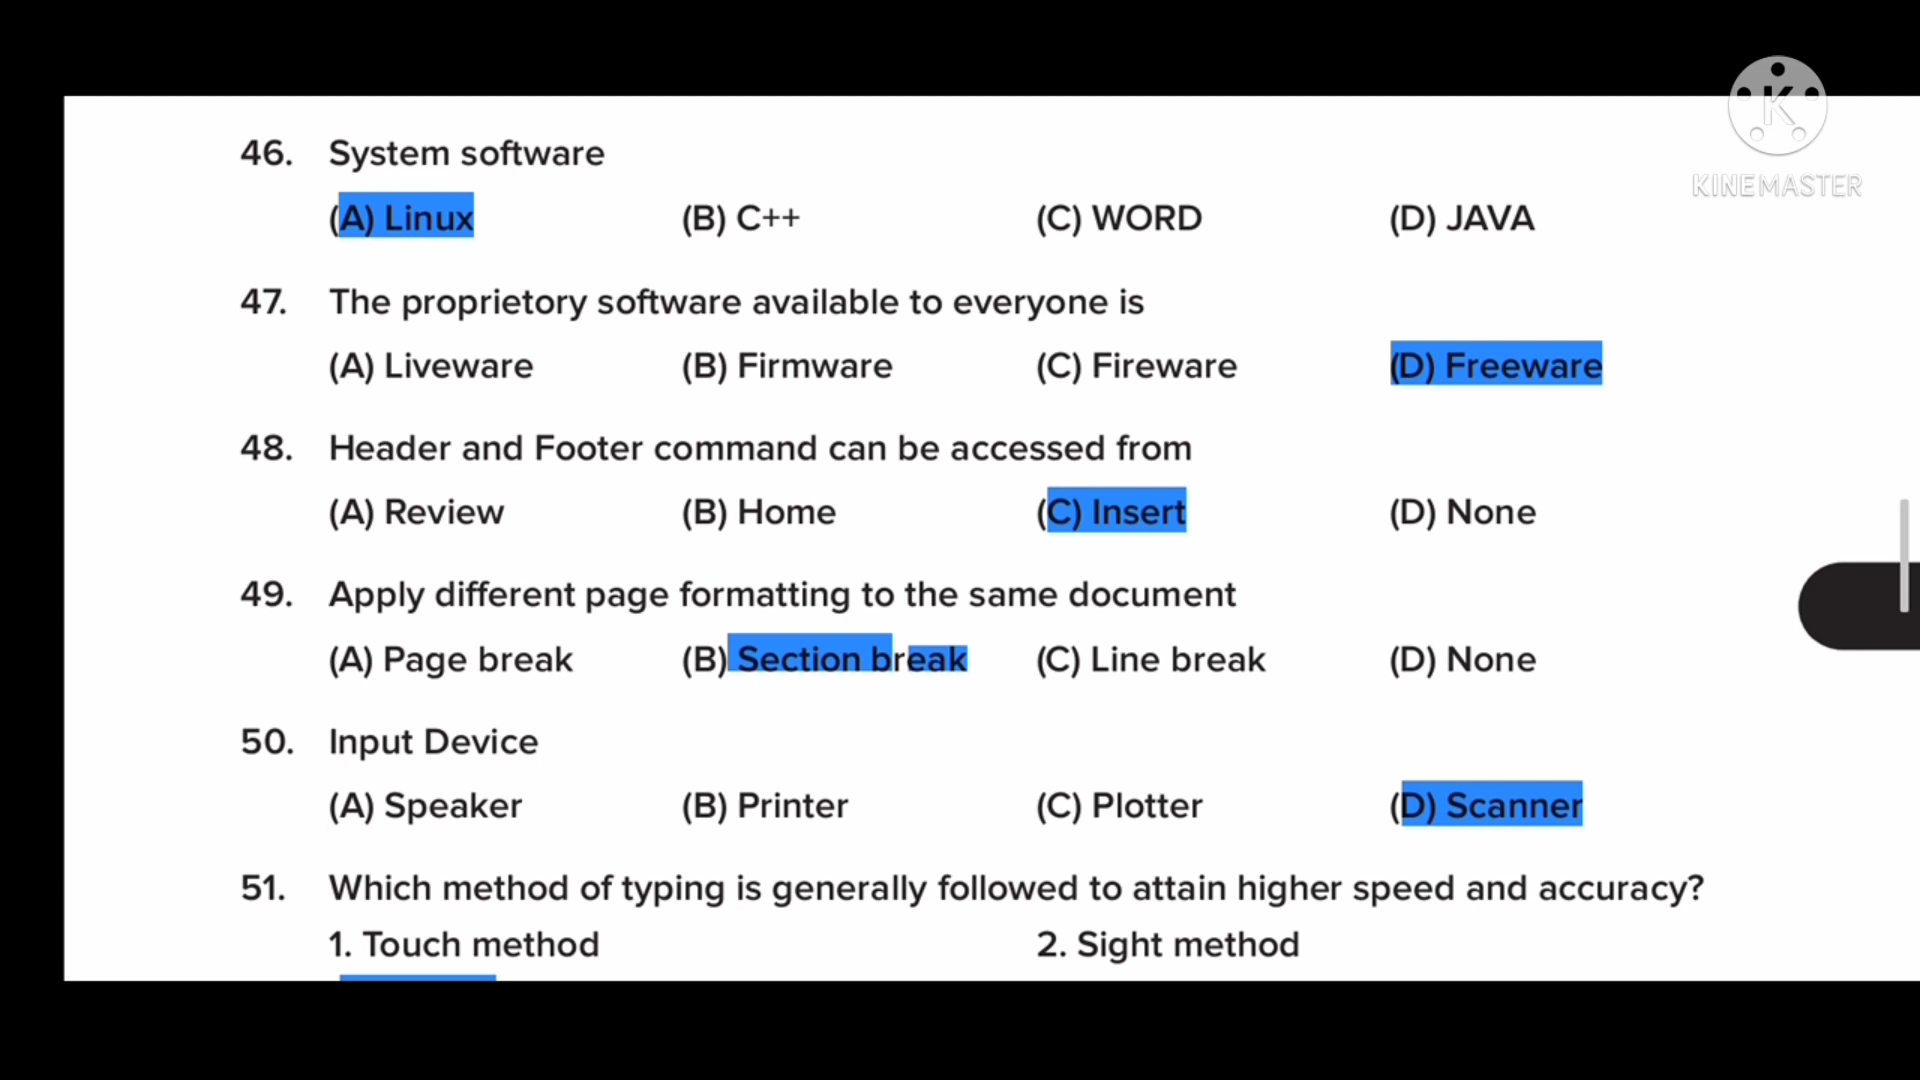 K
KINEMASTER
46. System software
(A) Linux (B) C++ (C) WORD (D) JAVA
47. The proprietory software available to everyone is
(A) Liveware (B) Firmware (C) Fireware (D) Freeware
48. Header and Footer command can be accessed from
(A) Review (B) Home (C) Insert (D) None
49. Apply different page formatting to the same document
(A) Page break (B) Section break (C) Line break (D) None
50. Input Device
(A) Speaker (B) Printer (C) Plotter (D) Scanner
51. Which method of typing is generally followed to attain higher speed and accuracy?
1. Touch method 2. Sight method